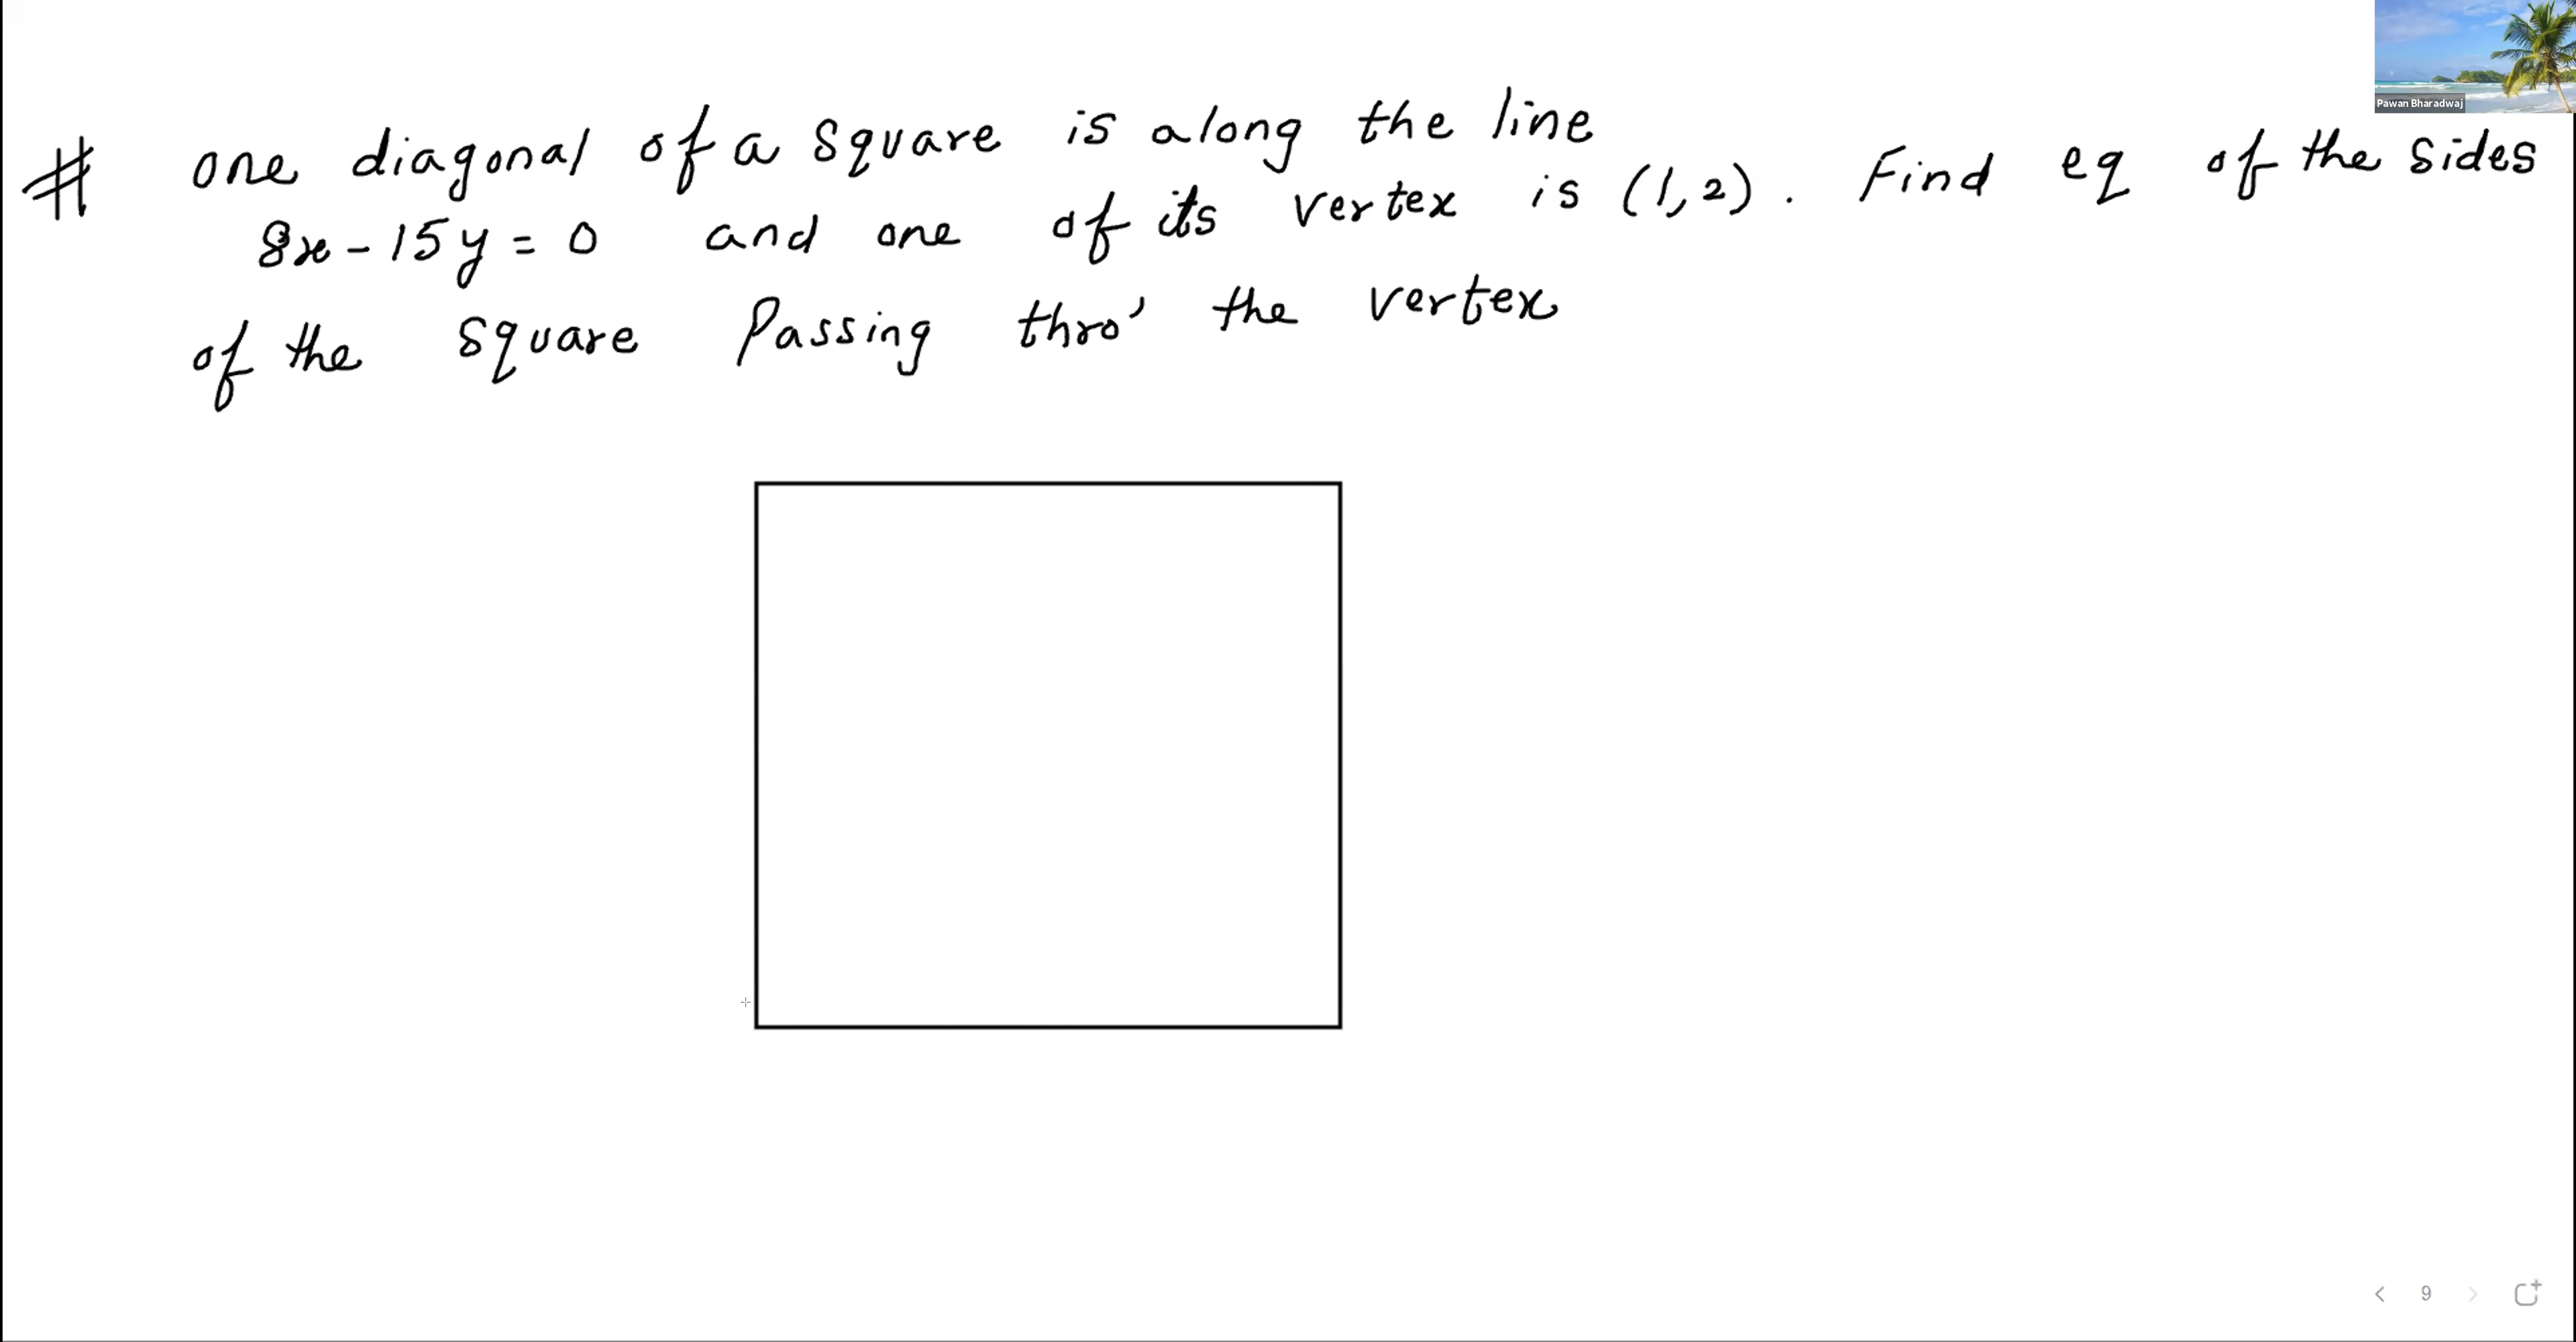 Pawan Bharadwaj
# one diagonal of a square is along the line
8x - 15y = 0 and one of its vertex is (1,2). Find eq of the sides
of the square Passing thro' the vertex
9